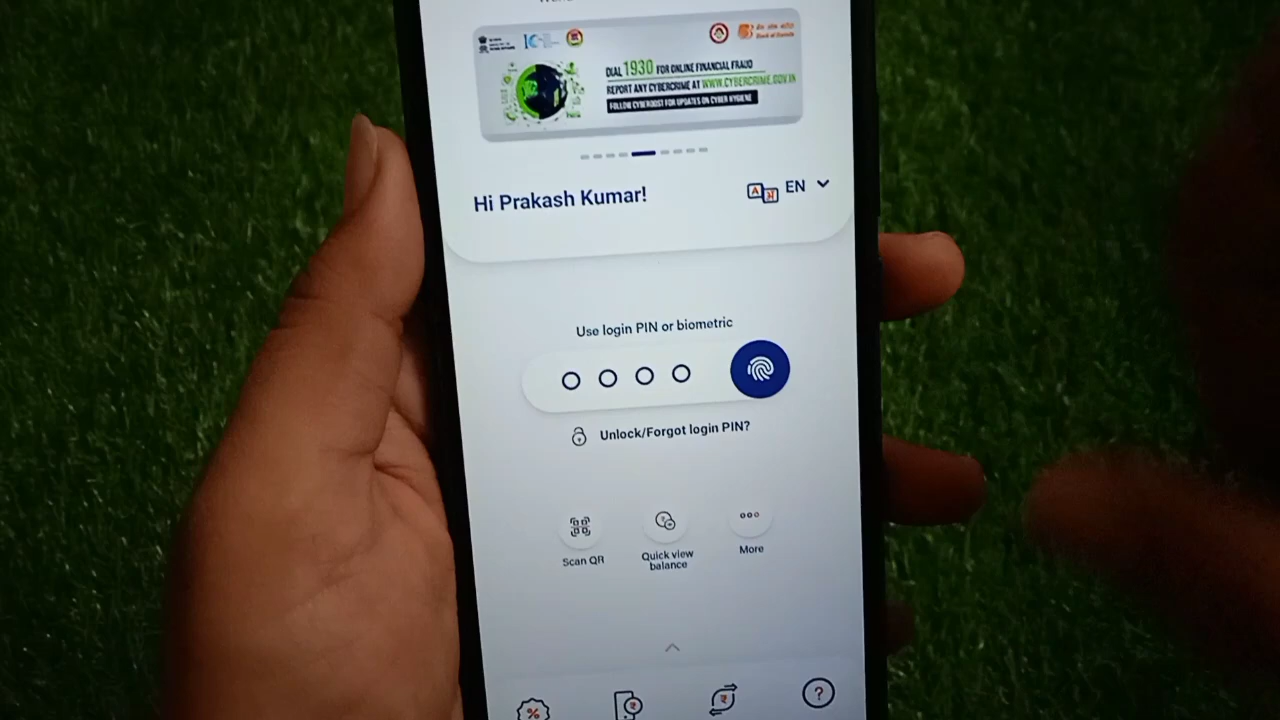 DIAL 1930 FOR ONLINE FINANCIAL FRAUD
REPORT ANY CYBERCRIME AT WWW.CYBERCRIME.GOV.IN
FOLLOW CYBERDOST FOR UPDATES ON CYBER HYGIENE
Hi Prakash Kumar!
EN
Use login PIN or biometric
Unlock/Forgot login PIN?
Scan QR
Quick view
balance
More